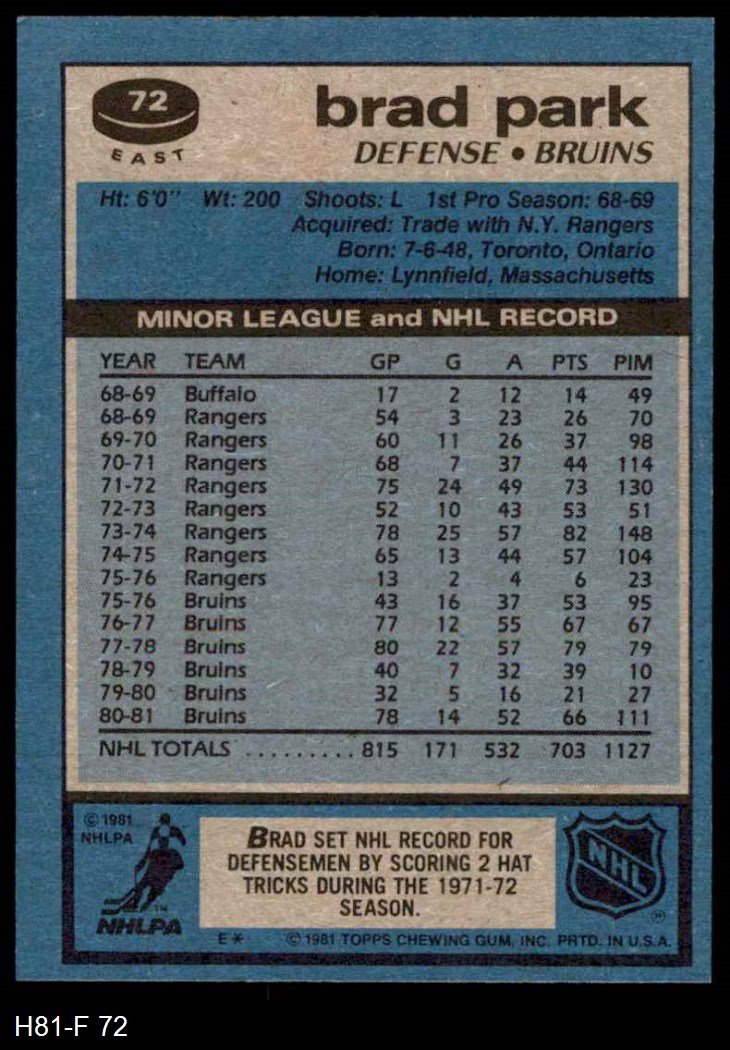 72
EAST
brad park
DEFENSE • BRUINS
Ht: 6'0" Wt: 200 Shoots: L 1st Pro Season: 68-69
Acquired: Trade with N.Y. Rangers
Born: 7-6-48, Toronto, Ontario
Home: Lynnfield, Massachusetts
MINOR LEAGUE and NHL RECORD
YEAR TEAM GP G A PTS PIM
68-69 Buffalo 17 2 12 14 49
68-69 Rangers 54 3 23 26 70
69-70 Rangers 60 11 26 37 98
70-71 Rangers 68 7 37 44 114
71-72 Rangers 75 24 49 73 130
72-73 Rangers 52 10 43 53 51
73-74 Rangers 78 25 57 82 148
74-75 Rangers 65 13 44 57 104
75-76 Rangers 13 2 4 6 23
75-76 Bruins 43 16 37 53 95
76-77 Bruins 77 12 55 67 67
77-78 Bruins 80 22 57 79 79
78-79 Bruins 40 7 32 39 10
79-80 Bruins 32 5 16 21 27
80-81 Bruins 78 14 52 66 111
NHL TOTALS ......... 815 171 532 703 1127
© 1981
NHLPA
NHLPA
BRAD SET NHL RECORD FOR
DEFENSEMEN BY SCORING 2 HAT
TRICKS DURING THE 1971-72
SEASON.
NHL
E* © 1981 TOPPS CHEWING GUM, INC. PRTD. IN U.S.A.
H81-F 72